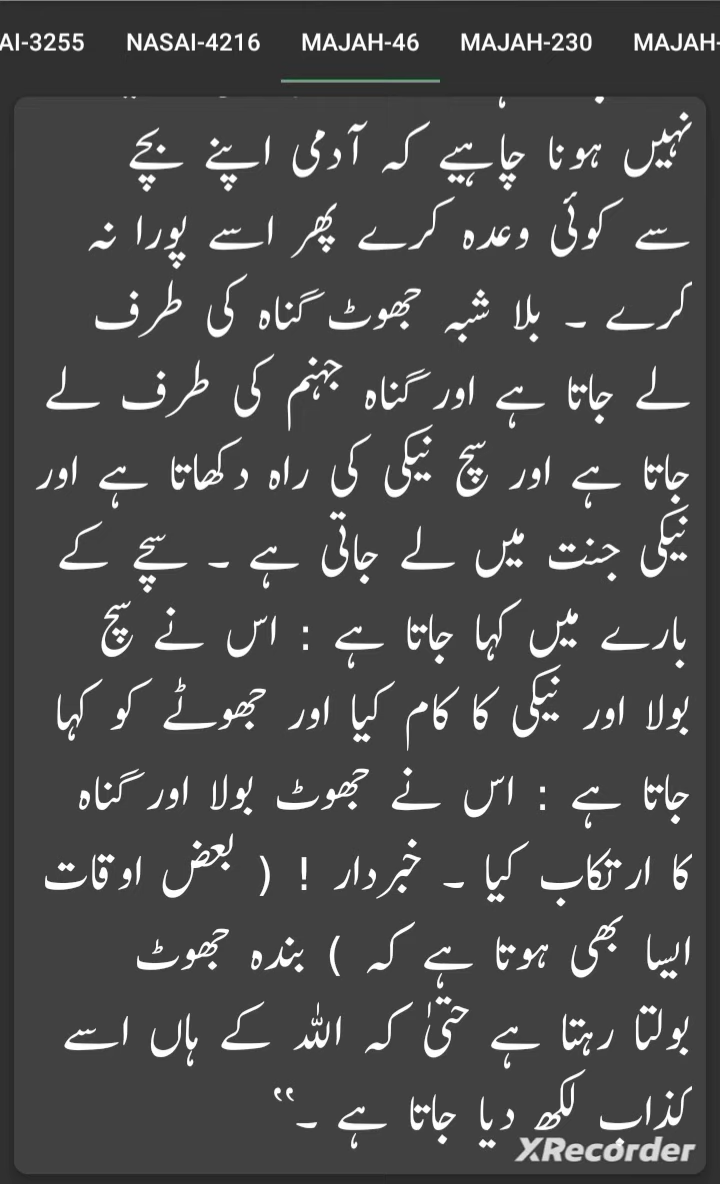 AI-3255 NASAI-4216 MAJAH-46 MAJAH-230 MAJAH-
نہیں ہونا چاہیے کہ آدمی اپنے بچے
سے کوئی وعدہ کرے پھر اسے پورا نہ
کرے ۔ بلا شبہ جھوٹ گناہ کی طرف
لے جاتا ہے اور گناہ جہنم کی طرف لے
جاتا ہے اور سچ نیکی کی راہ دکھاتا ہے اور
نیکی جنت میں لے جاتی ہے ۔ سچے کے
بارے میں کہا جاتا ہے : اس نے سچ
بولا اور نیکی کا کام کیا اور جھوٹے کو کہا
جاتا ہے : اس نے جھوٹ بولا اور گناہ
کا ارتکاب کیا ۔ خبردار ! ( بعض اوقات
ایسا بھی ہوتا ہے کہ ) بندہ جھوٹ
بولتا رہتا ہے حتیٰ کہ اللہ کے ہاں اسے
کذاب لکھ دیا جاتا ہے ۔‘‘
XRecorder